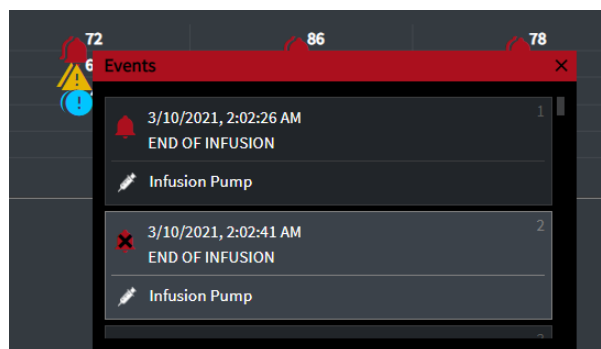 72 86 78
6
Events
1
3/10/2021, 2:02:26 AM
END OF INFUSION
Infusion Pump
2
3/10/2021, 2:02:41 AM
END OF INFUSION
Infusion Pump